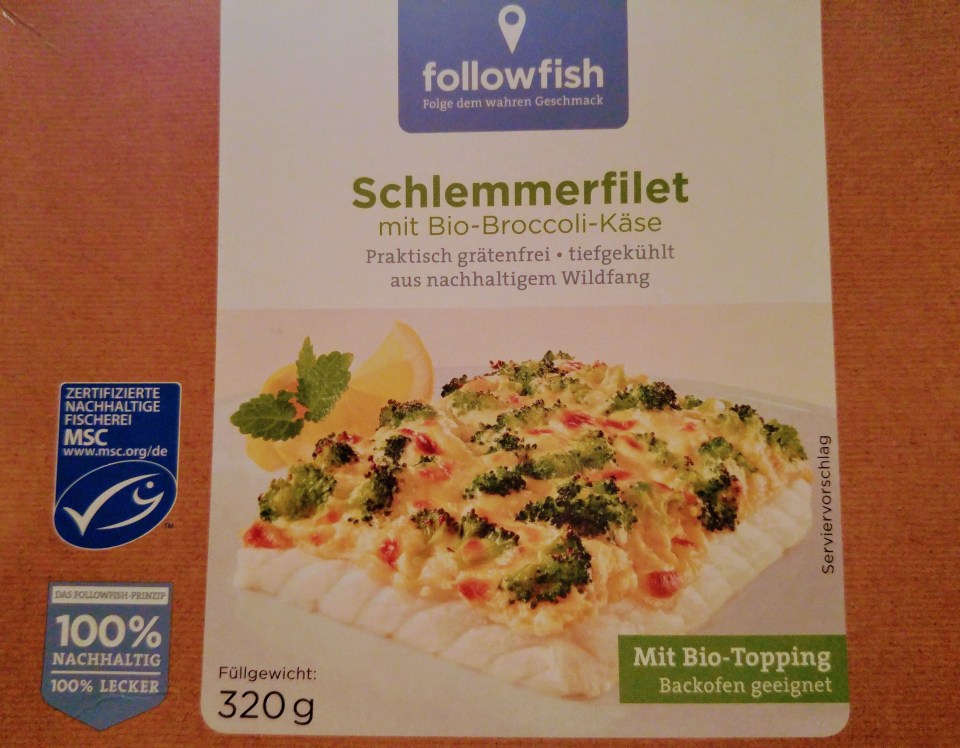 followfish
Folge dem wahren Geschmack
Schlemmerfilet
mit Bio-Broccoli-Käse
Praktisch grätenfrei • tiefgekühlt
aus nachhaltigem Wildfang
ZERTIFIZIERTE
NACHHALTIGE
FISCHEREI
MSC
www.msc.org/de
TM
Serviervorschlag
DAS FOLLOWFISH-PRINZIP
100%
NACHHALTIG
100% LECKER
Füllgewicht:
320 g
Mit Bio-Topping
Backofen geeignet